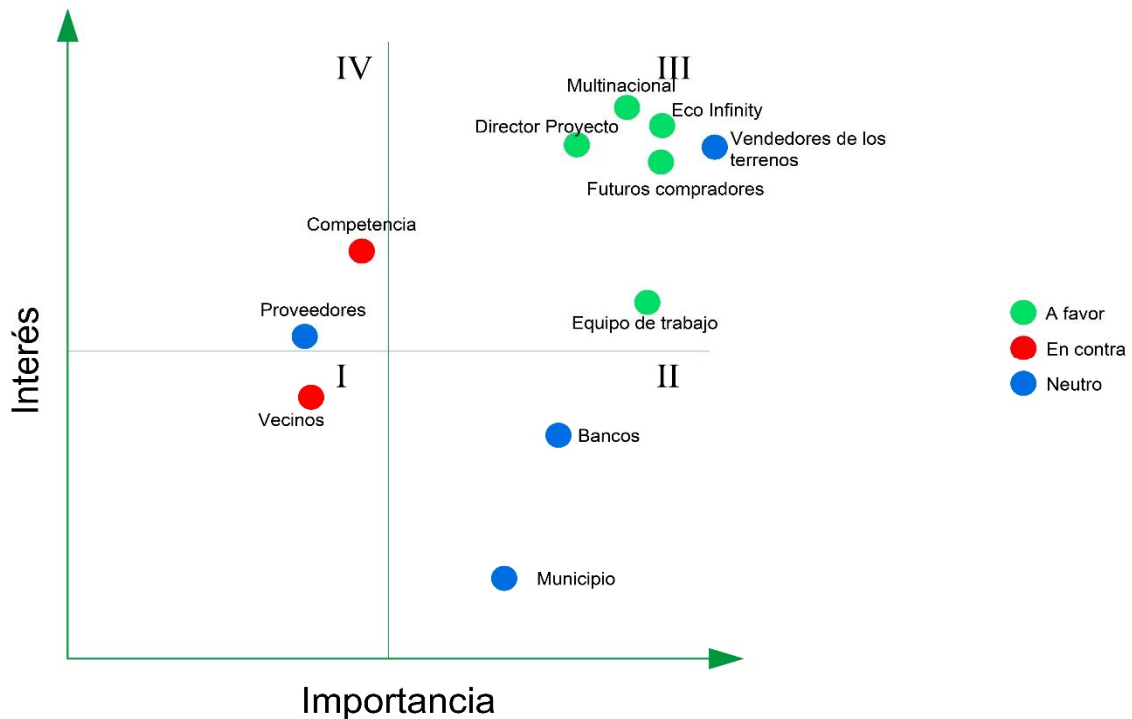 IV
III
Multinacional
Eco Infinity
Director Proyecto
Vendedores de los
terrenos
Futuros compradores
Competencia
Proveedores
Equipo de trabajo
A favor
En contra
Neutro
Interés
I
II
Vecinos
Bancos
Municipio
Importancia